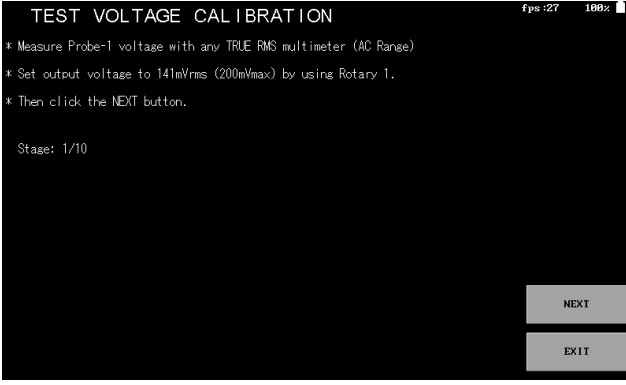 TEST VOLTAGE CALIBRATION
fps:27 100%
* Measure Probe-1 voltage with any TRUE RMS multimeter (AC Range)
* Set output voltage to 141mVrms (200mVmax) by using Rotary 1.
* Then click the NEXT button.
Stage: 1/10
NEXT
EXIT